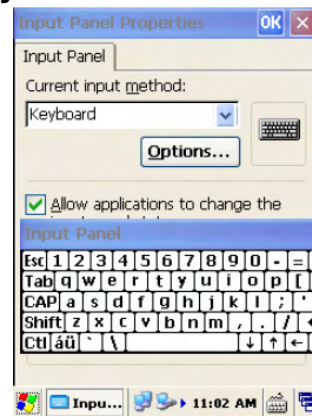 Input Panel Properties OK ×
Input Panel
Current input method:
Keyboard
Options...
Allow applications to change the
Input Panel
Esc 1 2 3 4 5 6 7 8 9 0 - =
Tab q w e r t y u i o p [
CAP a s d f g h j k l ; '
Shift z x c v b n m , . /
Ctl áü ` \ ↓ ↑ ←
Inpu... 11:02 AM